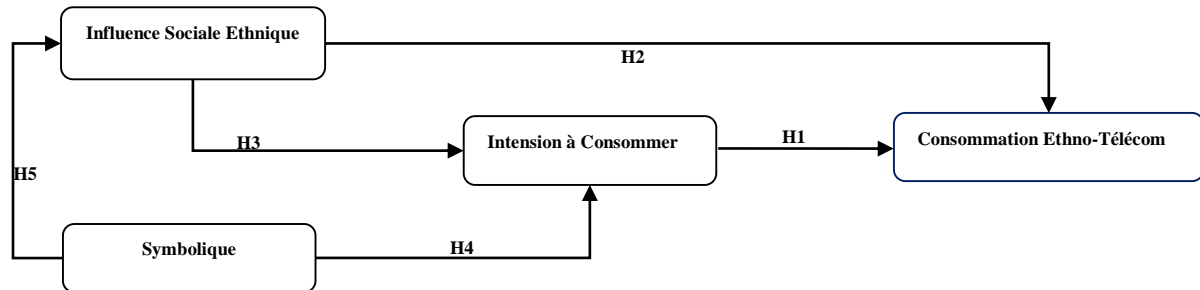 Influence Sociale Ethnique
H2
H3
Intension à Consommer
H1
Consommation Ethno-Télécom
H5
Symbolique
H4